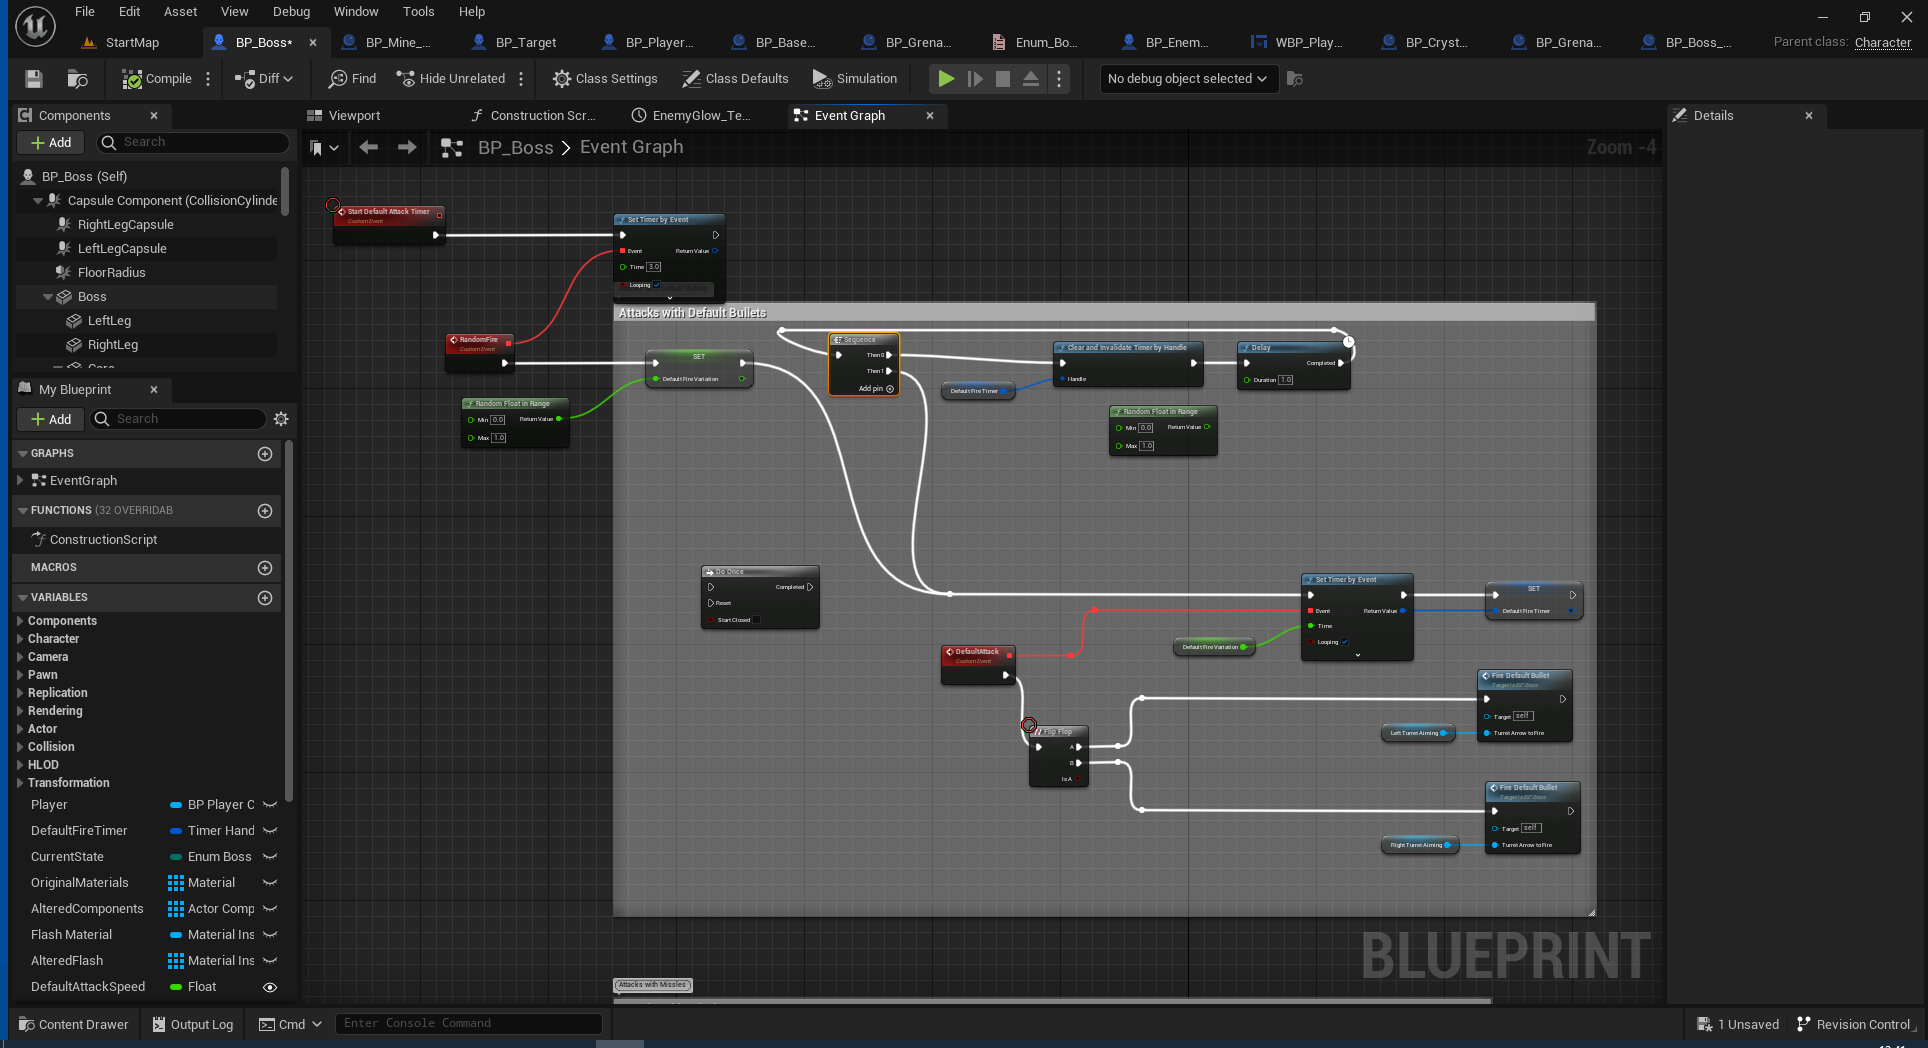 File Edit Asset View Debug Window Tools Help
StartMap BP_Boss* BP_Mine_... BP_Target BP_Player... BP_Base... BP_Grena... Enum_Bo... BP_Enem... WBP_Play... BP_Cryst... BP_Grena... BP_Boss_... Parent class: Character
Compile Diff Find Hide Unrelated Class Settings Class Defaults Simulation No debug object selected
Components
Add Search
BP_Boss (Self)
Capsule Component (CollisionCylinde
RightLegCapsule
LeftLegCapsule
FloorRadius
Boss
LeftLeg
RightLeg
My Blueprint
Add Search
GRAPHS
EventGraph
FUNCTIONS (32 OVERRIDAB
ConstructionScript
MACROS
VARIABLES
Components
Character
Camera
Pawn
Replication
Rendering
Actor
Collision
HLOD
Transformation
Player BP Player C
DefaultFireTimer Timer Hand
CurrentState Enum Boss
OriginalMaterials Material
AlteredComponents Actor Comp
Flash Material Material Ins
AlteredFlash Material Ins
DefaultAttackSpeed Float
Viewport Construction Scr... EnemyGlow_Te... Event Graph
BP_Boss > Event Graph
Zoom -4
Start Default Attack Timer
Custom Event
Set Timer by Event
Event Return Value
Time 3.0
Looping
Attacks with Default Bullets
RandomFire
Custom Event
SET
Default Fire Variation
Random Float in Range
Min 0.0 Return Value
Max 1.0
Sequence
Then 0
Then 1
Add pin
Default Fire Timer
Clear and Invalidate Timer by Handle
Handle
Delay
Completed
Duration 1.0
Random Float in Range
Min 0.0 Return Value
Max 1.0
Do Once
Completed
Reset
Start Closed
DefaultAttack
Custom Event
Default Fire Variation
Set Timer by Event
Event Return Value
Time
Looping
SET
Default Fire Timer
Flip Flop
A
B
Is A
Left Turret Aiming
Fire Default Bullet
Target is BP Boss
Target self
Turret Arrow to Fire
Right Turret Aiming
Fire Default Bullet
Target is BP Boss
Target self
Turret Arrow to Fire
BLUEPRINT
Attacks with Missles
Details
Content Drawer Output Log Cmd Enter Console Command 1 Unsaved Revision Control